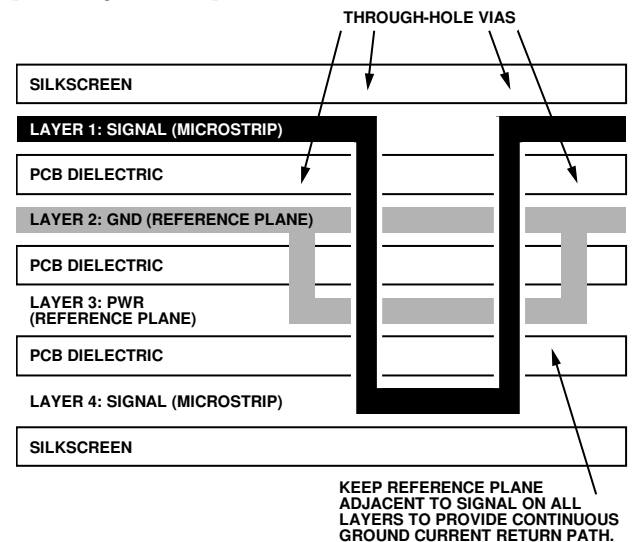 THROUGH-HOLE VIAS
SILKSCREEN
LAYER 1: SIGNAL (MICROSTRIP)
PCB DIELECTRIC
LAYER 2: GND (REFERENCE PLANE)
PCB DIELECTRIC
LAYER 3: PWR
(REFERENCE PLANE)
PCB DIELECTRIC
LAYER 4: SIGNAL (MICROSTRIP)
SILKSCREEN
KEEP REFERENCE PLANE
ADJACENT TO SIGNAL ON ALL
LAYERS TO PROVIDE CONTINUOUS
GROUND CURRENT RETURN PATH.